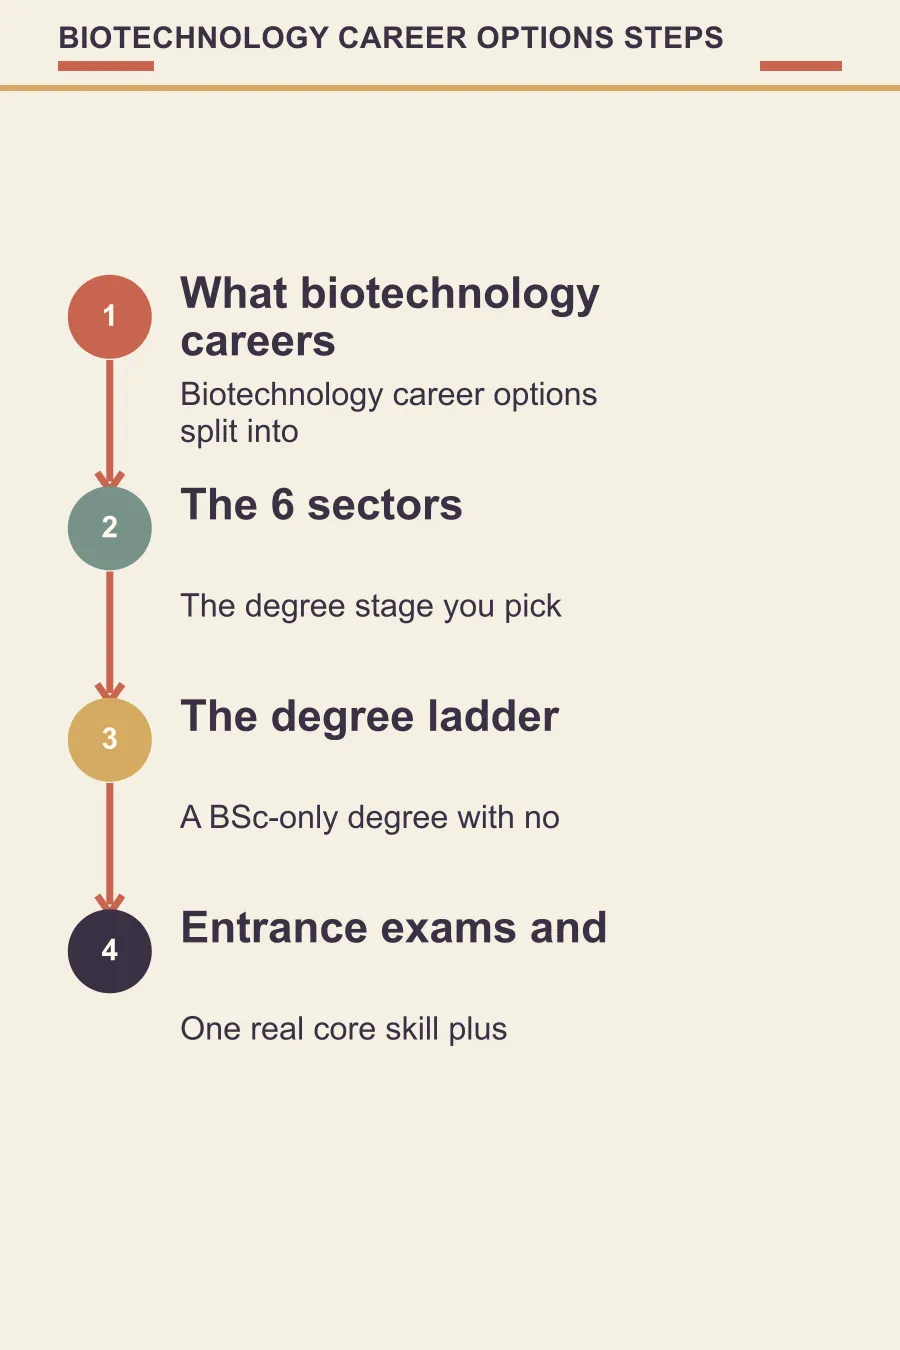 BIOTECHNOLOGY CAREER OPTIONS STEPS
1
What biotechnology
careers
Biotechnology career options
split into
2
The 6 sectors
The degree stage you pick
3
The degree ladder
A BSc-only degree with no
4
Entrance exams and
One real core skill plus